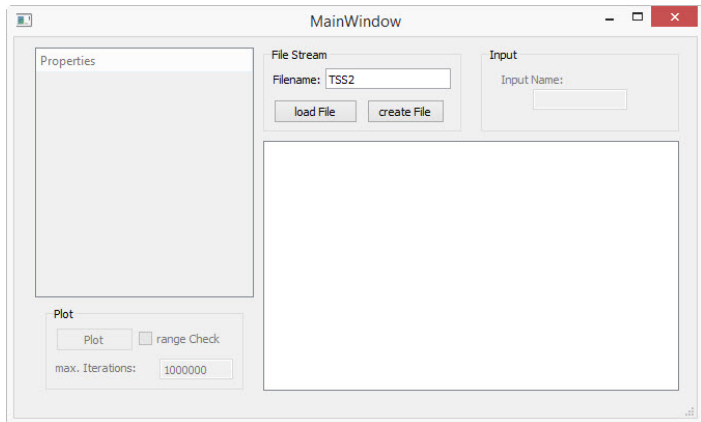 MainWindow
Properties
File Stream
Filename: TSS2
load File create File
Input
Input Name:
Plot
Plot range Check
max. Iterations: 1000000